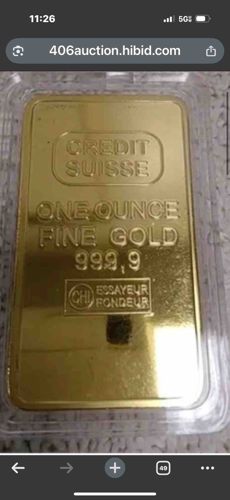 11:26
5G
406auction.hibid.com
CREDIT
SUISSE
ONE OUNCE
FINE GOLD
999,9
CHI ESSAYEUR
FONDEUR
49